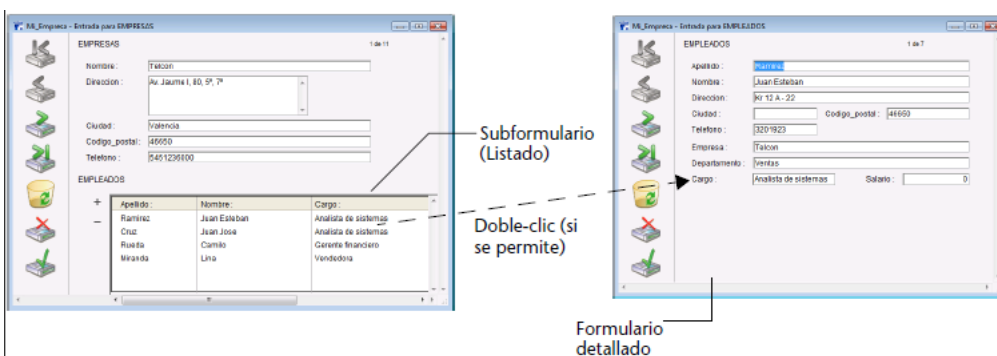 Mi_Empresa - Entrada para EMPRESAS
EMPRESAS
1 de 11
Nombre :
Telcon
Direccion :
Av. Jaume I, 80, 5ª, 7ª
Ciudad :
Valencia
Codigo_postal :
46650
Telefono :
5451236000
EMPLEADOS
+
−
Apellido : Nombre : Cargo :
Ramirez Juan Esteban Analista de sistemas
Cruz Juan Jose Analista de sistemas
Rueda Camilo Gerente financiero
Miranda Lina Vendedora
Subformulario
(Listado)
Doble-clic (si
se permite)
Mi_Empresa - Entrada para EMPLEADOS
EMPLEADOS
1 de 7
Apellido :
Ramirez
Nombre :
Juan Esteban
Direccion :
Kr 12 A - 22
Ciudad :
Codigo_postal : 46650
Telefono :
3201923
Empresa :
Talcon
Departamento :
Ventas
Cargo :
Analista de sistemas
Salario : 0
Formulario
detallado